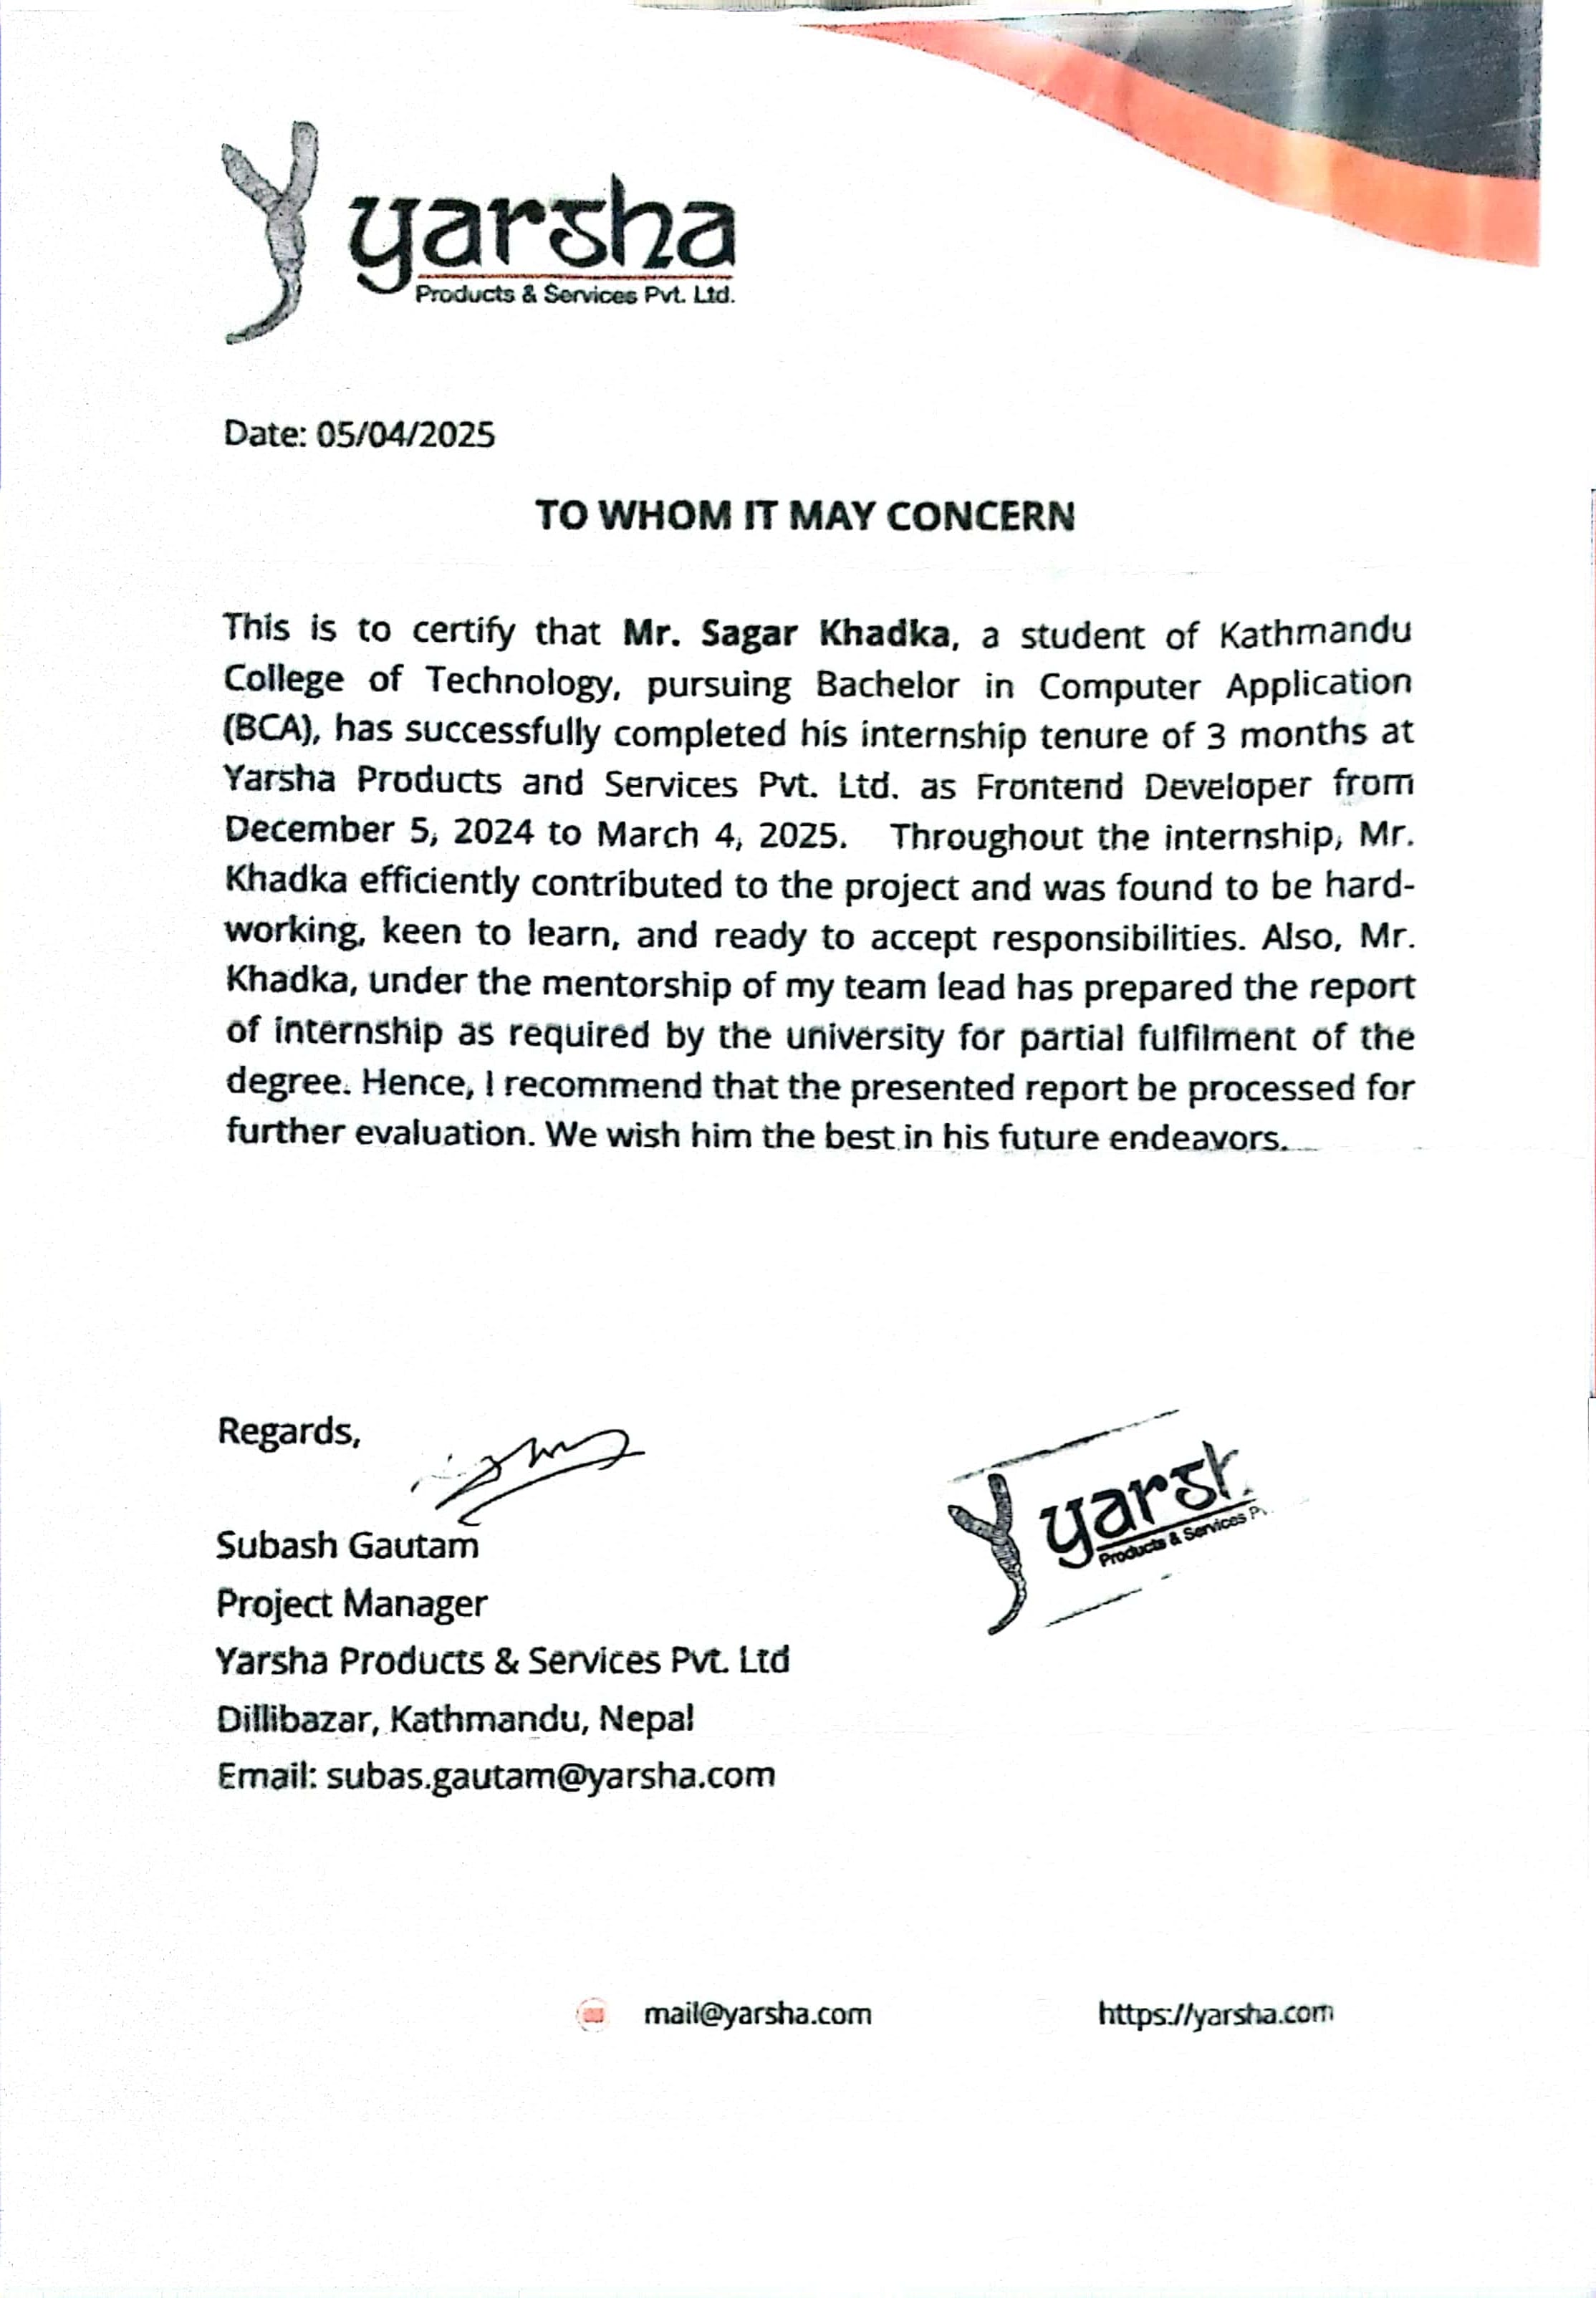 yarsha
Products & Services Pvt. Ltd.
Date: 05/04/2025
TO WHOM IT MAY CONCERN
This is to certify that Mr. Sagar Khadka, a student of Kathmandu
College of Technology, pursuing Bachelor in Computer Application
(BCA), has successfully completed his internship tenure of 3 months at
Yarsha Products and Services Pvt. Ltd. as Frontend Developer from
December 5, 2024 to March 4, 2025. Throughout the internship, Mr.
Khadka efficiently contributed to the project and was found to be hard-
working, keen to learn, and ready to accept responsibilities. Also, Mr.
Khadka, under the mentorship of my team lead has prepared the report
of internship as required by the university for partial fulfilment of the
degree. Hence, I recommend that the presented report be processed for
further evaluation. We wish him the best in his future endeavors.
Regards,
Subash Gautam
Project Manager
Yarsha Products & Services Pvt. Ltd
Dillibazar, Kathmandu, Nepal
Email: subas.gautam@yarsha.com
Products & Services
mail@yarsha.com
https://yarsha.com